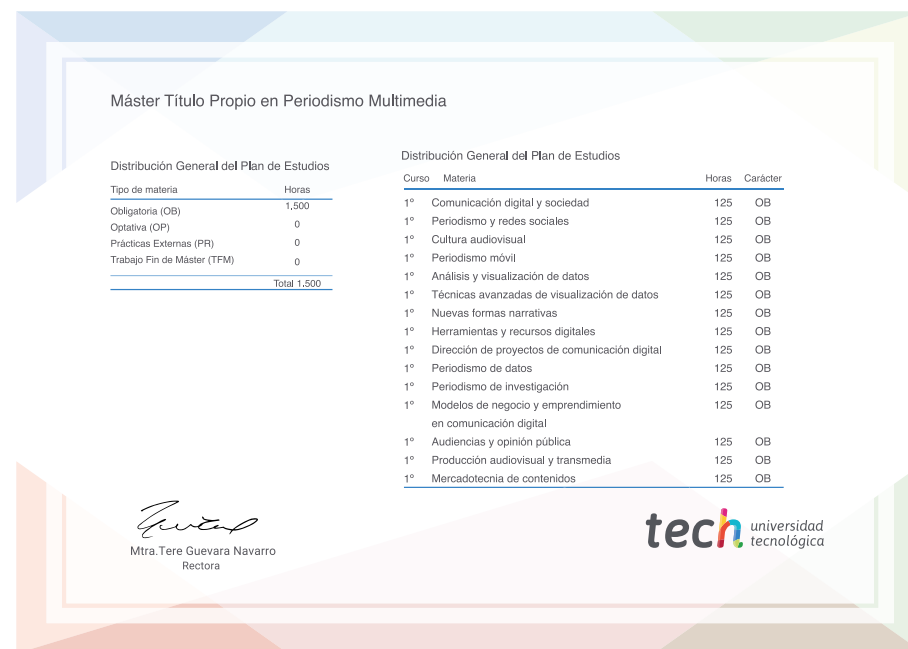 Máster Título Propio en Periodismo Multimedia
Distribución General del Plan de Estudios
Tipo de materia Horas
Obligatoria (OB) 1,500
Optativa (OP) 0
Prácticas Externas (PR) 0
Trabajo Fin de Máster (TFM) 0
Total 1.500
Distribución General del Plan de Estudios
Curso Materia Horas Carácter
1º Comunicación digital y sociedad 125 OB
1º Periodismo y redes sociales 125 OB
1º Cultura audiovisual 125 OB
1º Periodismo móvil 125 OB
1º Análisis y visualización de datos 125 OB
1º Técnicas avanzadas de visualización de datos 125 OB
1º Nuevas formas narrativas 125 OB
1º Herramientas y recursos digitales 125 OB
1º Dirección de proyectos de comunicación digital 125 OB
1º Periodismo de datos 125 OB
1º Periodismo de investigación 125 OB
1º Modelos de negocio y emprendimiento 125 OB
en comunicación digital
1º Audiencias y opinión pública 125 OB
1º Producción audiovisual y transmedia 125 OB
1º Mercadotecnia de contenidos 125 OB
Mtra.Tere Guevara Navarro
Rectora
tech universidad
tecnológica